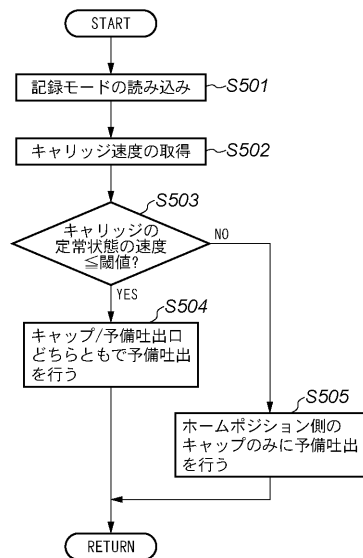 START
記録モードの読み込み
S501
キャリッジ速度の取得
S502
S503
キャリッジの
定常状態の速度
≦閾値?
NO
YES
S504
キャップ/予備吐出口
どちらともで予備吐出
を行う
S505
ホームポジション側の
キャップのみに予備吐出
を行う
RETURN